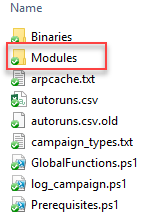 Name
Binaries
Modules
arpcache.txt
autoruns.csv
autoruns.csv.old
campaign_types.txt
GlobalFunctions.ps1
log_campaign.ps1
Prerequisites.ps1